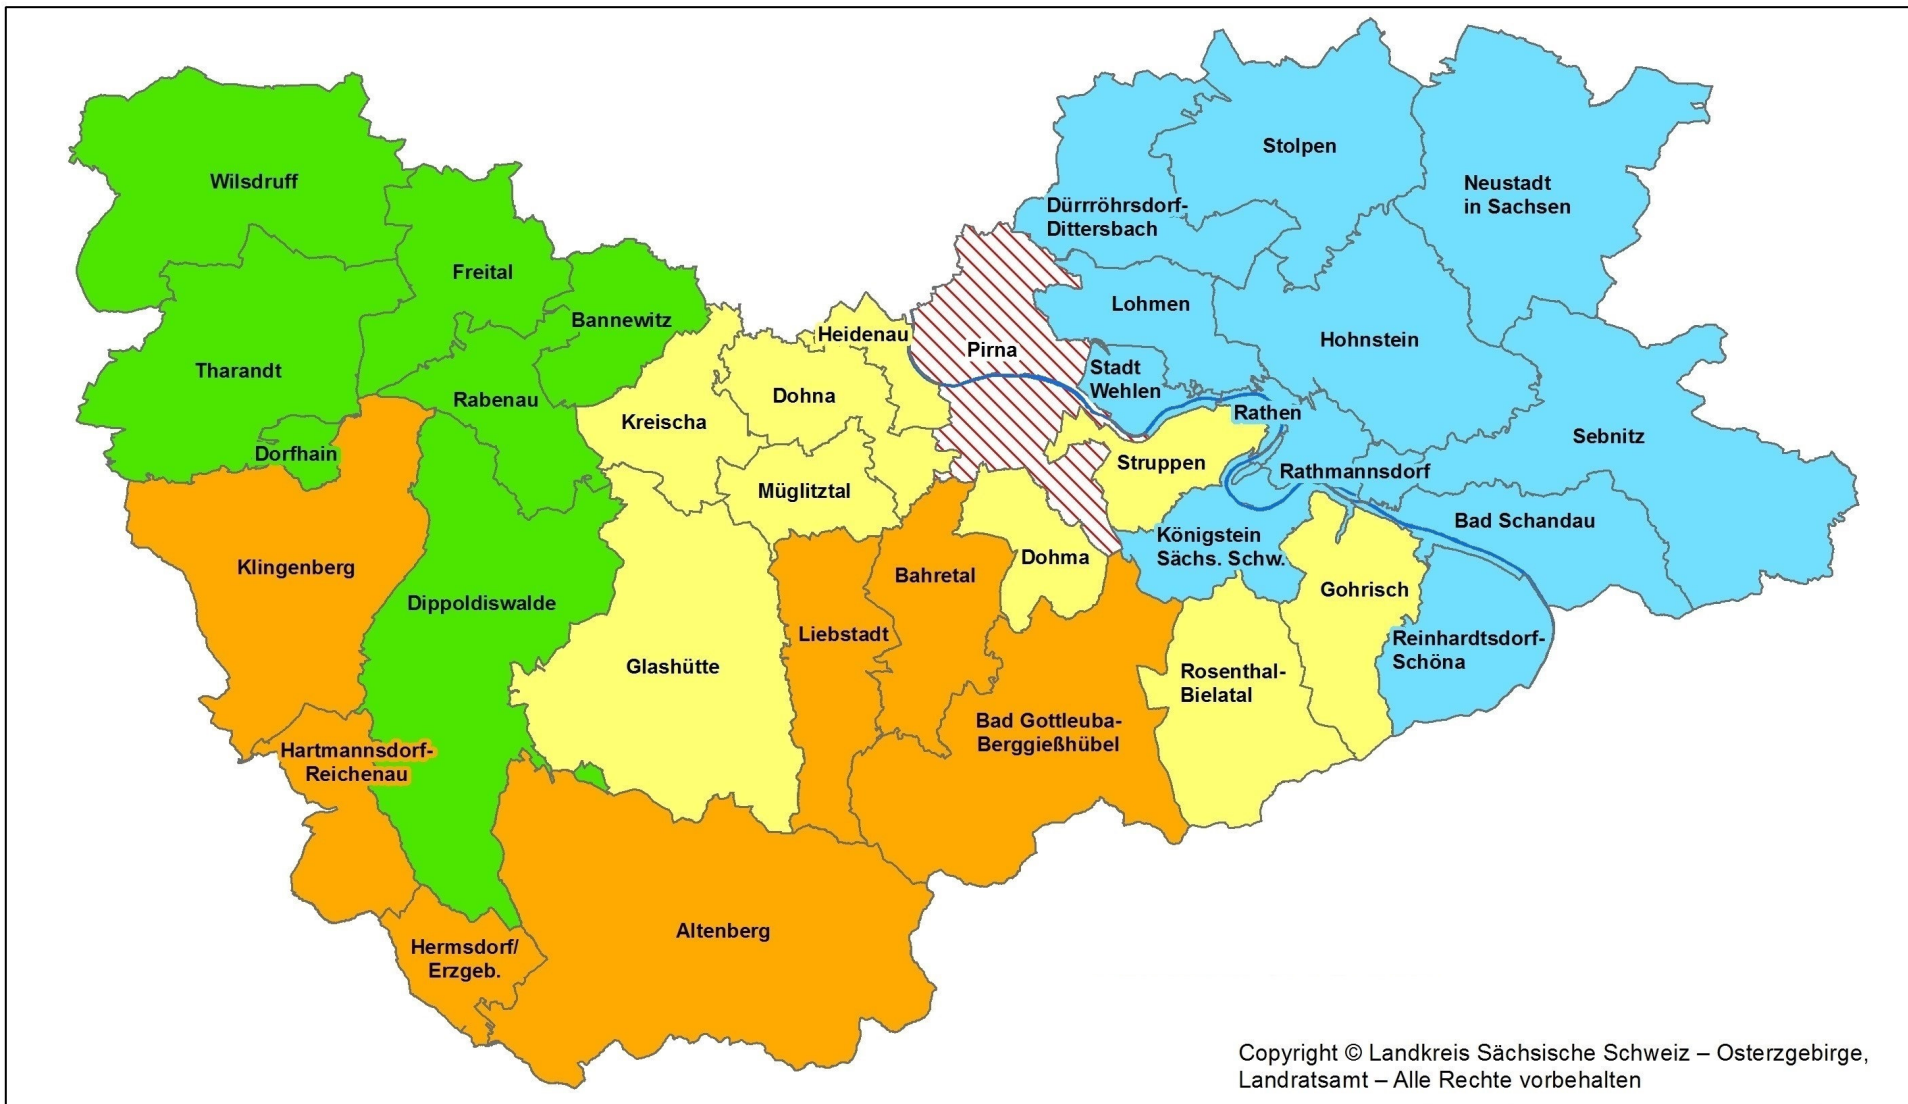 Wilsdruff
Stolpen
Neustadt
in Sachsen
Dürrröhrsdorf-
Dittersbach
Freital
Bannewitz
Lohmen
Heidenau
Hohnstein
Pirna
Tharandt
Stadt
Wehlen
Rabenau
Dohna
Kreischa
Rathen
Sebnitz
Dorfhain
Struppen
Rathmannsdorf
Müglitztal
Bad Schandau
Königstein
Sächs. Schw.
Dohma
Klingenberg
Bahretal
Gohrisch
Dippoldiswalde
Liebstadt
Reinhardtsdorf-
Schöna
Glashütte
Rosenthal-
Bielatal
Bad Gottleuba-
Berggießhübel
Hartmannsdorf-
Reichenau
Altenberg
Hermsdorf/
Erzgeb.
Copyright © Landkreis Sächsische Schweiz – Osterzgebirge,
Landratsamt – Alle Rechte vorbehalten